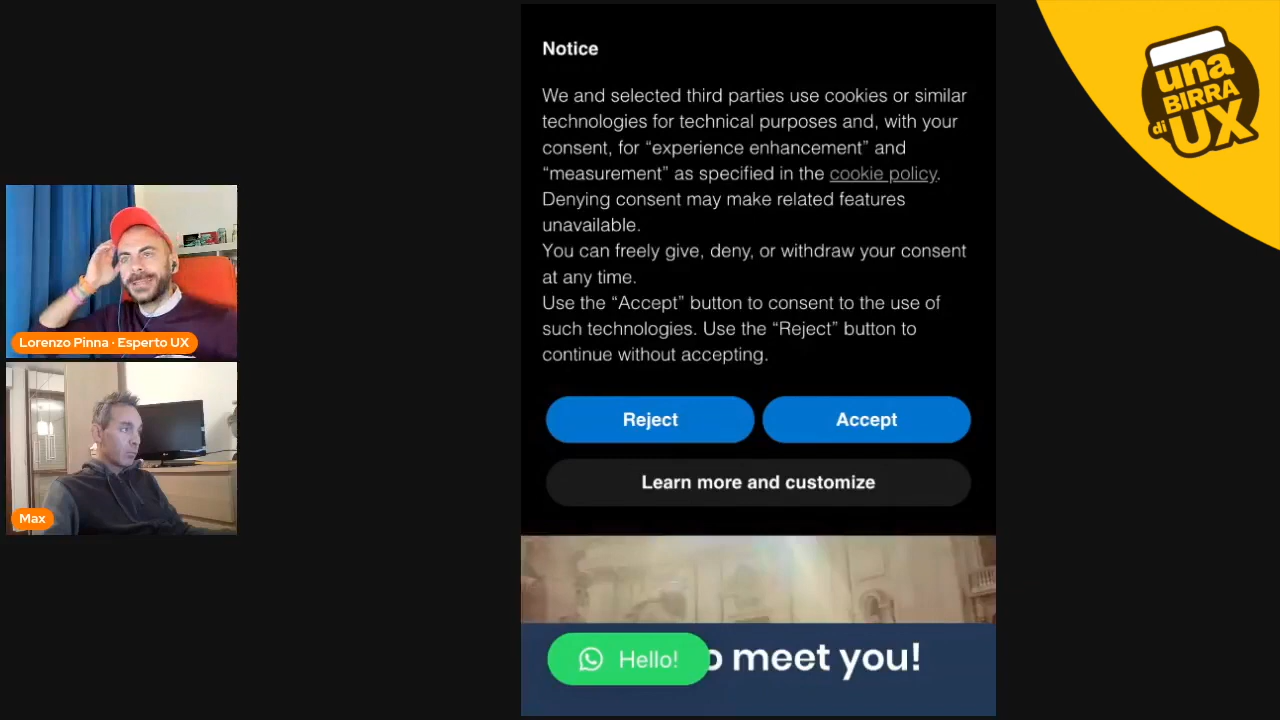 Notice
We and selected third parties use cookies or similar
technologies for technical purposes and, with your
consent, for “experience enhancement” and
“measurement” as specified in the cookie policy.
Denying consent may make related features
unavailable.
You can freely give, deny, or withdraw your consent
at any time.
Use the “Accept” button to consent to the use of
such technologies. Use the “Reject” button to
continue without accepting.
Reject
Accept
Learn more and customize
Hello!
o meet you!
una
BIRRA
di UX
Lorenzo Pinna · Esperto UX
Max